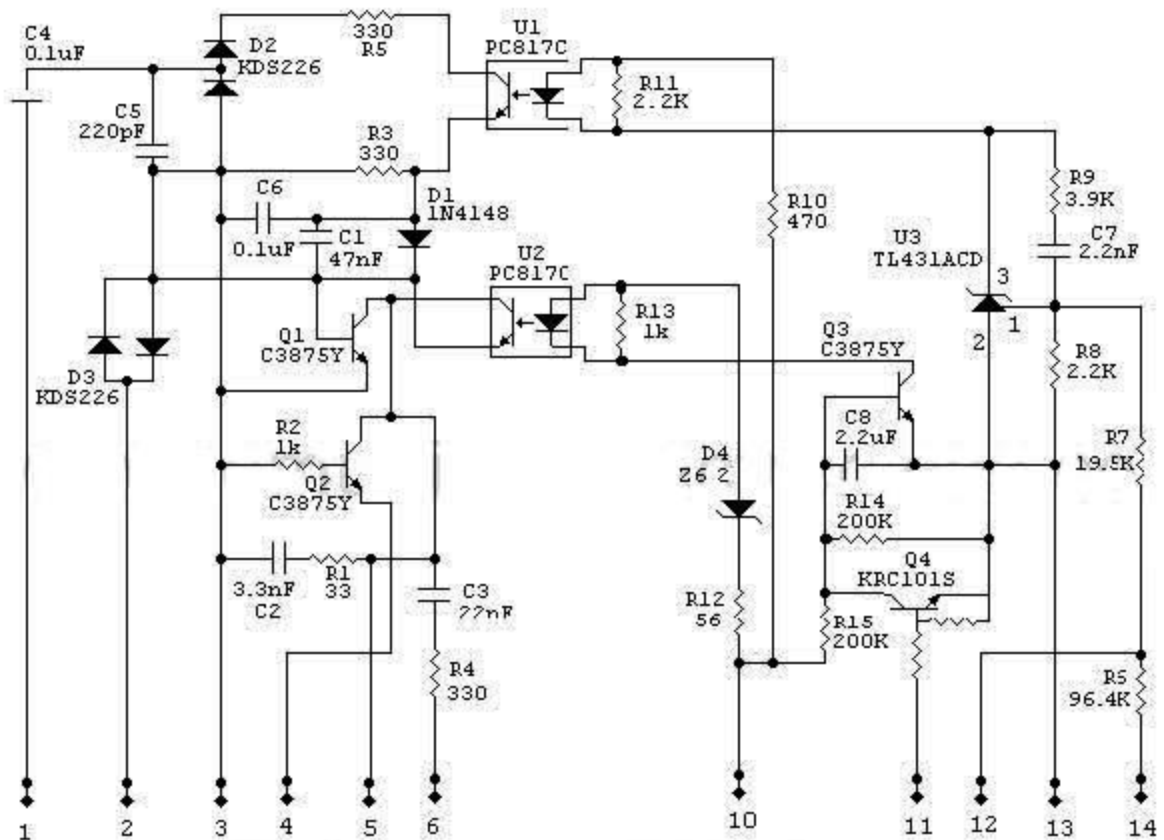 C4
0.1uF
D2
KDS226
330
R5
U1
PC817C
R11
2.2K
C5
220pF
R3
330
R9
3.9K
C6
0.1uF
C1
47nF
D1
1N4148
R10
470
U3
TL431ACD
C7
2.2nF
U2
PC817C
3
1
2
R13
1k
Q1
C3875Y
Q3
C3875Y
R8
2.2K
D3
KDS226
R2
1k
Q2
C3875Y
C8
2.2uF
D4
Z6 2
R7
19.5K
R14
200K
3.3nF
C2
R1
33
C3
22nF
Q4
KRC101S
R12
56
R15
200K
R4
330
R5
96.4K
1
2
3
4
5
6
10
11
12
13
14